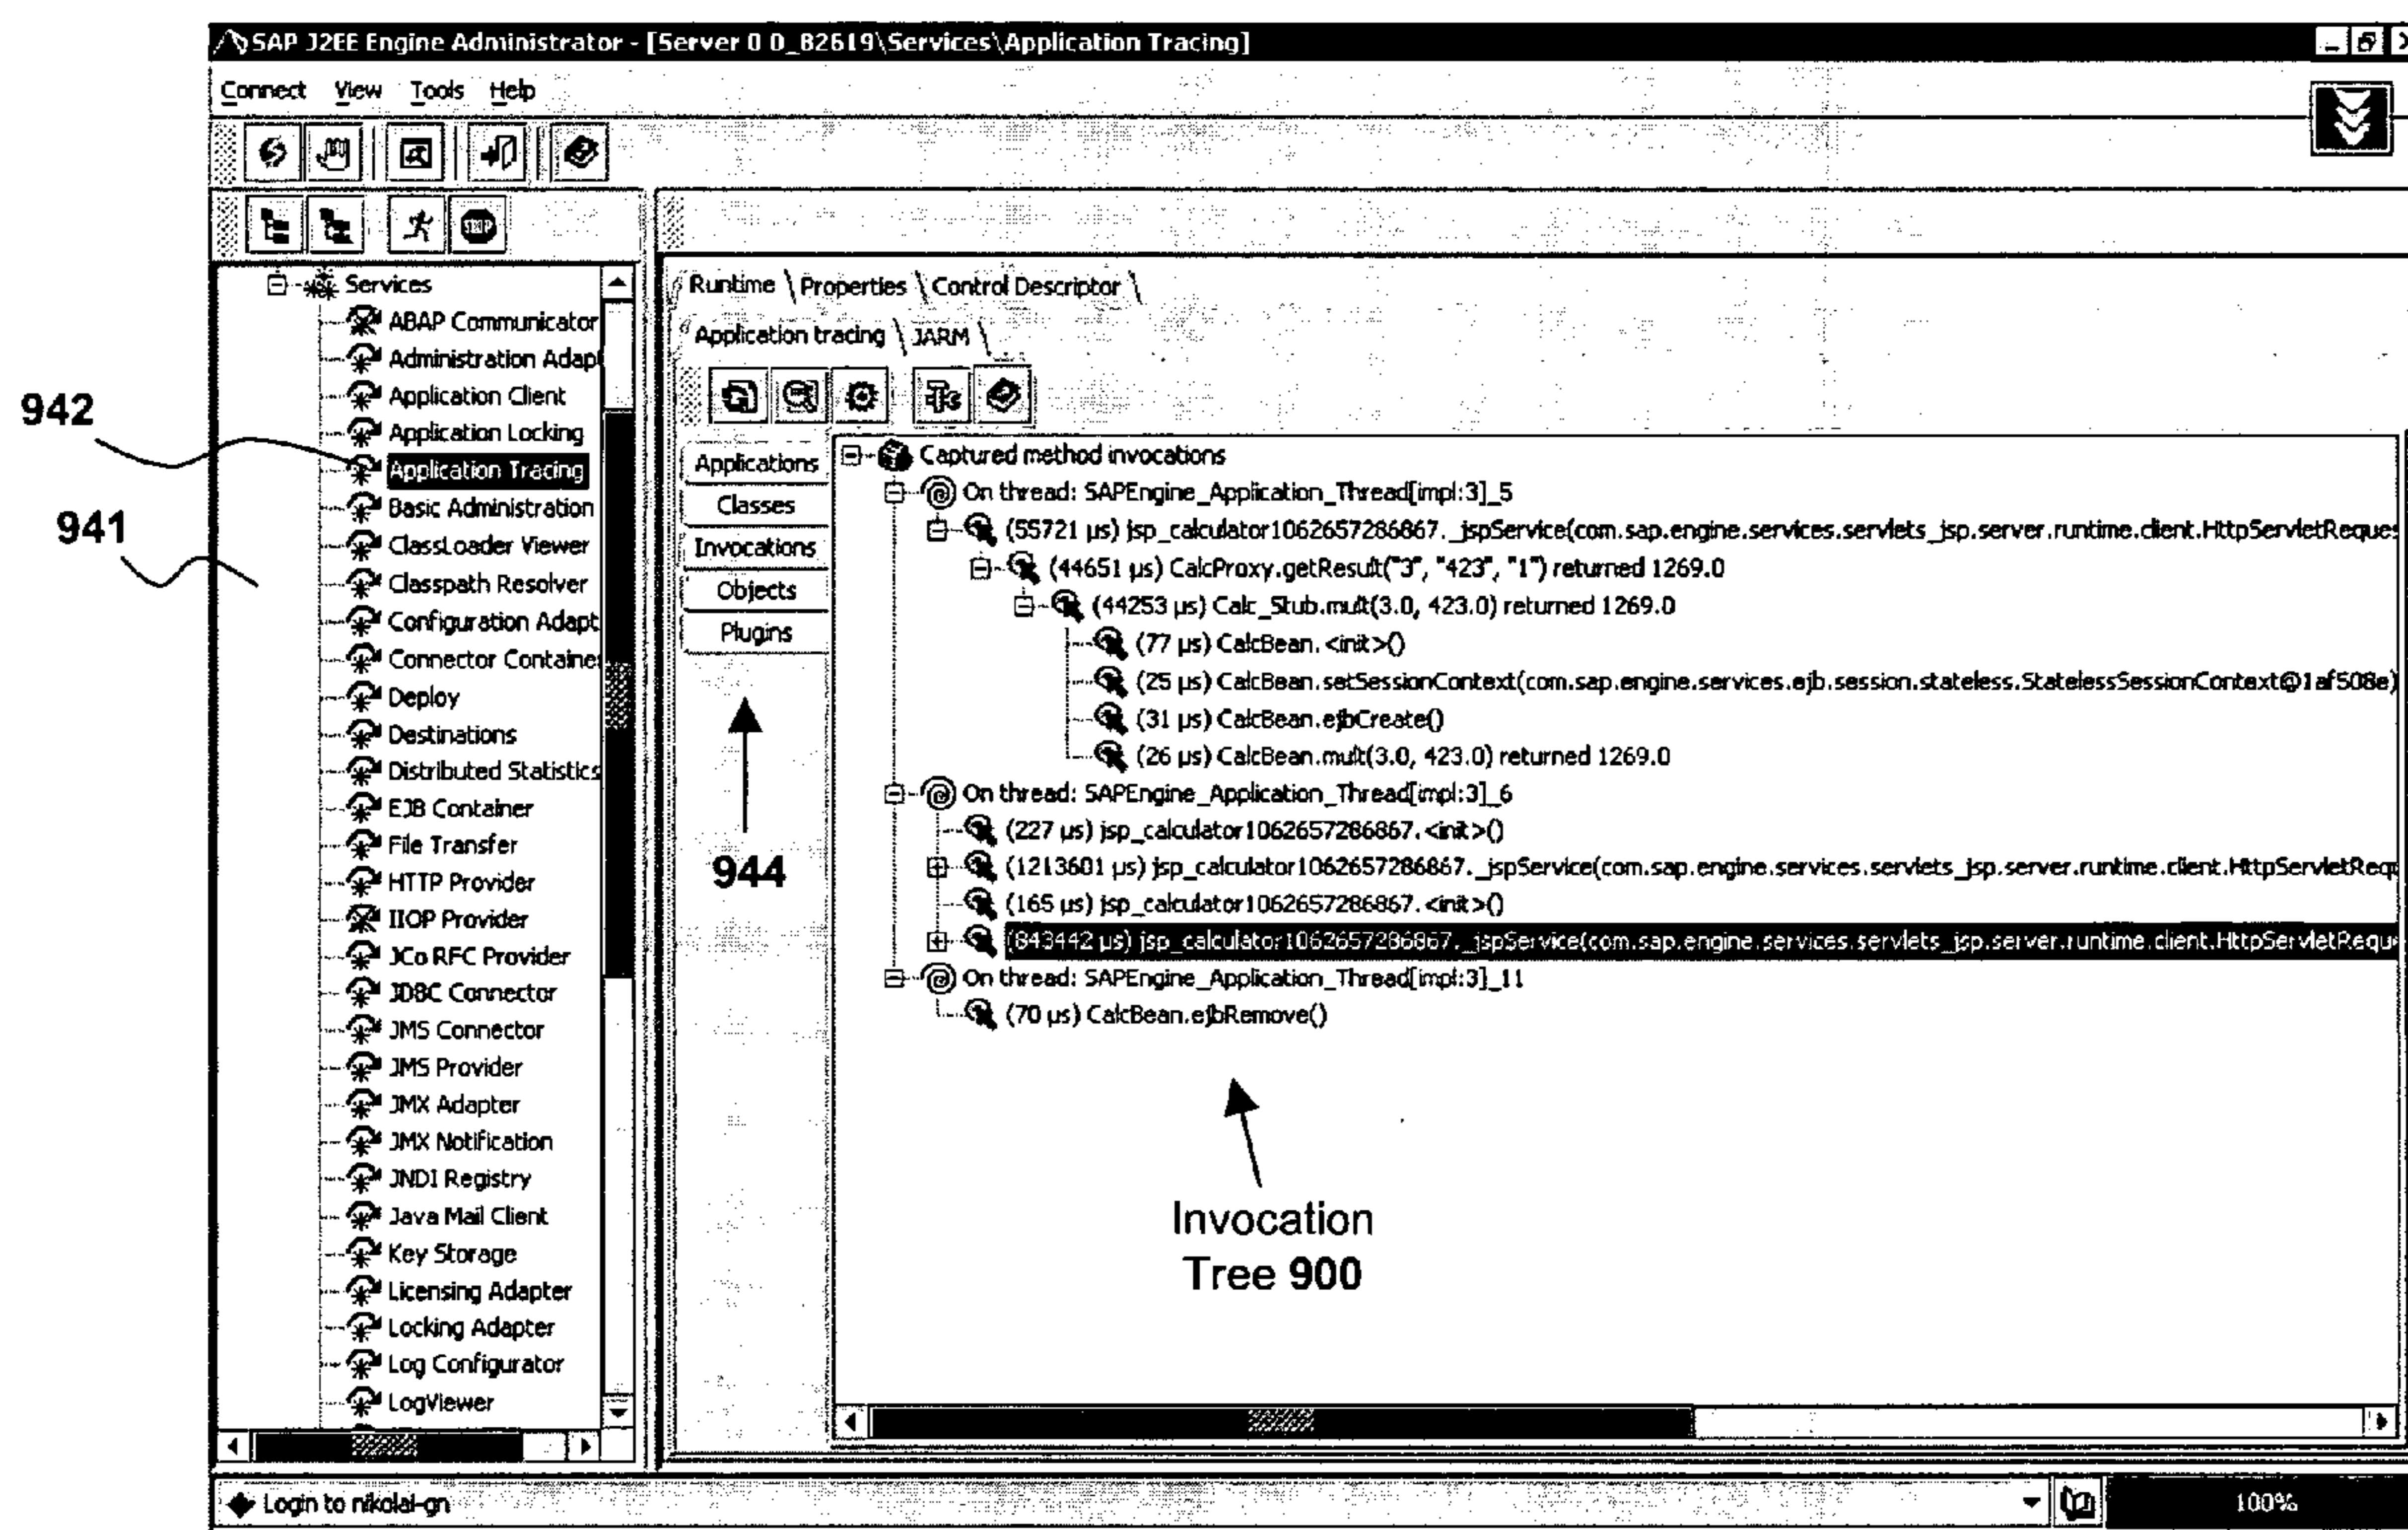 SAP J2EE Engine Administrator - [Server 0 0_82619\Services\Application Tracing]
Connect View Tools Help
STOP
Services
ABAP Communicator
Administration Adapt
Application Client
Application Locking
Application Tracing
Basic Administration
ClassLoader Viewer
Classpath Resolver
Configuration Adapt
Connector Container
Deploy
Destinations
Distributed Statistics
EJB Container
File Transfer
HTTP Provider
IIOP Provider
JCo RFC Provider
JDBC Connector
JMS Connector
JMS Provider
JMX Adapter
JMX Notification
JNDI Registry
Java Mail Client
Key Storage
Licensing Adapter
Locking Adapter
Log Configurator
LogViewer
942
941
Runtime \ Properties \ Control Descriptor \
Application tracing \ JARM \
Applications
Classes
Invocations
Objects
Plugins
944
Captured method invocations
On thread: SAPEngine_Application_Thread[impl:3]_5
(55721 µs) jsp_calculator1062657286867._jspService(com.sap.engine.services.servlets_jsp.server.runtime.client.HttpServletReques
(44651 µs) CalcProxy.getResult("3", "423", "1") returned 1269.0
(44253 µs) Calc_Stub.mult(3.0, 423.0) returned 1269.0
(77 µs) CalcBean.<init>()
(25 µs) CalcBean.setSessionContext(com.sap.engine.services.ejb.session.stateless.StatelessSessionContext@1af508e)
(31 µs) CalcBean.ejbCreate()
(26 µs) CalcBean.mult(3.0, 423.0) returned 1269.0
On thread: SAPEngine_Application_Thread[impl:3]_6
(227 µs) jsp_calculator1062657286867.<init>()
(1213601 µs) jsp_calculator1062657286867._jspService(com.sap.engine.services.servlets_jsp.server.runtime.client.HttpServletRequ
(165 µs) jsp_calculator1062657286867.<init>()
(843442 µs) jsp_calculator1062657286867._jspService(com.sap.engine.services.servlets_jsp.server.runtime.client.HttpServletReque
On thread: SAPEngine_Application_Thread[impl:3]_11
(70 µs) CalcBean.ejbRemove()
Invocation
Tree 900
Login to nikolai-gn
100%